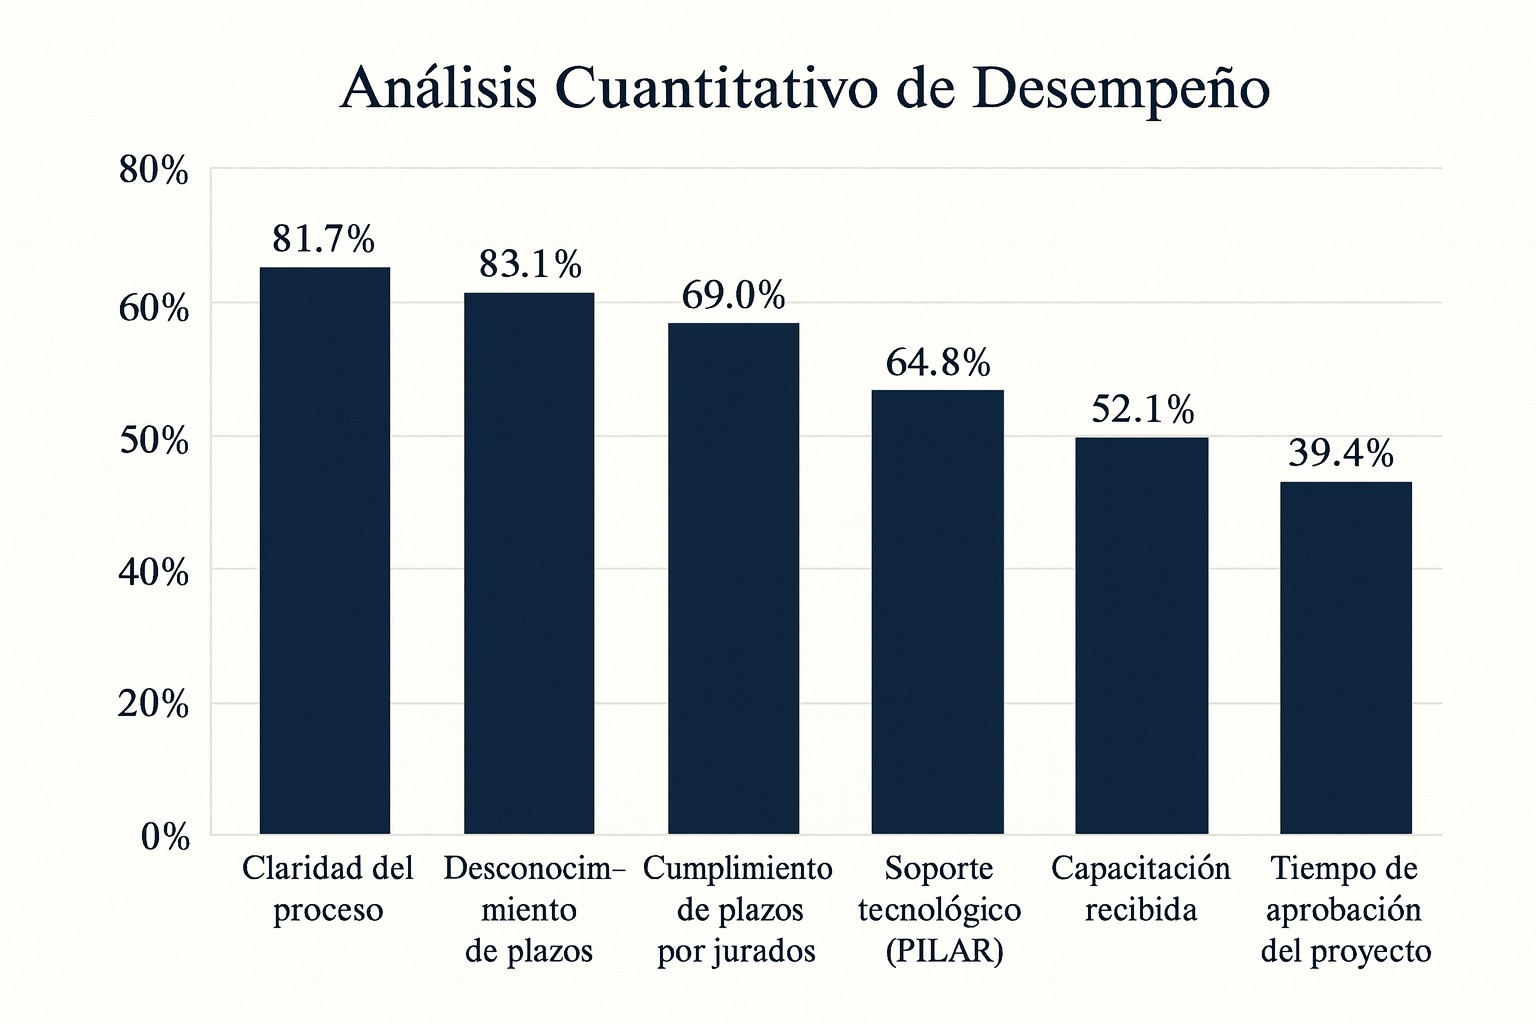 Análisis Cuantitativo de Desempeño
80%
60%
50%
40%
20%
0%
81.7%
83.1%
69.0%
64.8%
52.1%
39.4%
Claridad del
proceso
Desconocim–
miento
de plazos
Cumplimiento
de plazos
por jurados
Soporte
tecnológico
(PILAR)
Capacitación
recibida
Tiempo de
aprobación
del proyecto